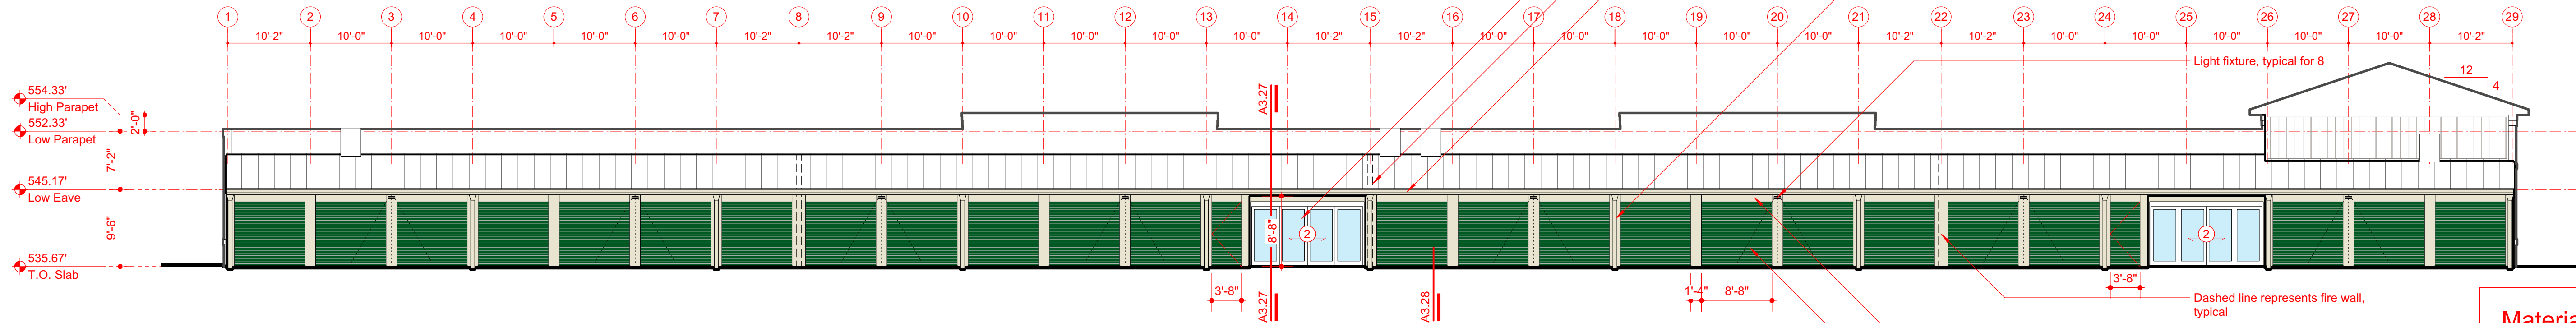 1 2 3 4 5 6 7 8 9 10 11 12 13 14 15 16 17 18 19 20 21 22 23 24 25 26 27 28 29
10'-2" 10'-0" 10'-0" 10'-0" 10'-0" 10'-0" 10'-2" 10'-2" 10'-0" 10'-0" 10'-0" 10'-0" 10'-0" 10'-2" 10'-2" 10'-0" 10'-0" 10'-0" 10'-0" 10'-0" 10'-2" 10'-2" 10'-0" 10'-0" 10'-0" 10'-0" 10'-0" 10'-2"
Light fixture, typical for 8
12
4
554.33'
High Parapet
2'-0"
A3.27
552.33'
Low Parapet
7'-2"
545.17'
Low Eave
9'-6"
8'-8"
2
2
535.67'
T.O. Slab
3'-8"
A3.27
A3.28
1'-4"
8'-8"
3'-8"
Dashed line represents fire wall,
typical